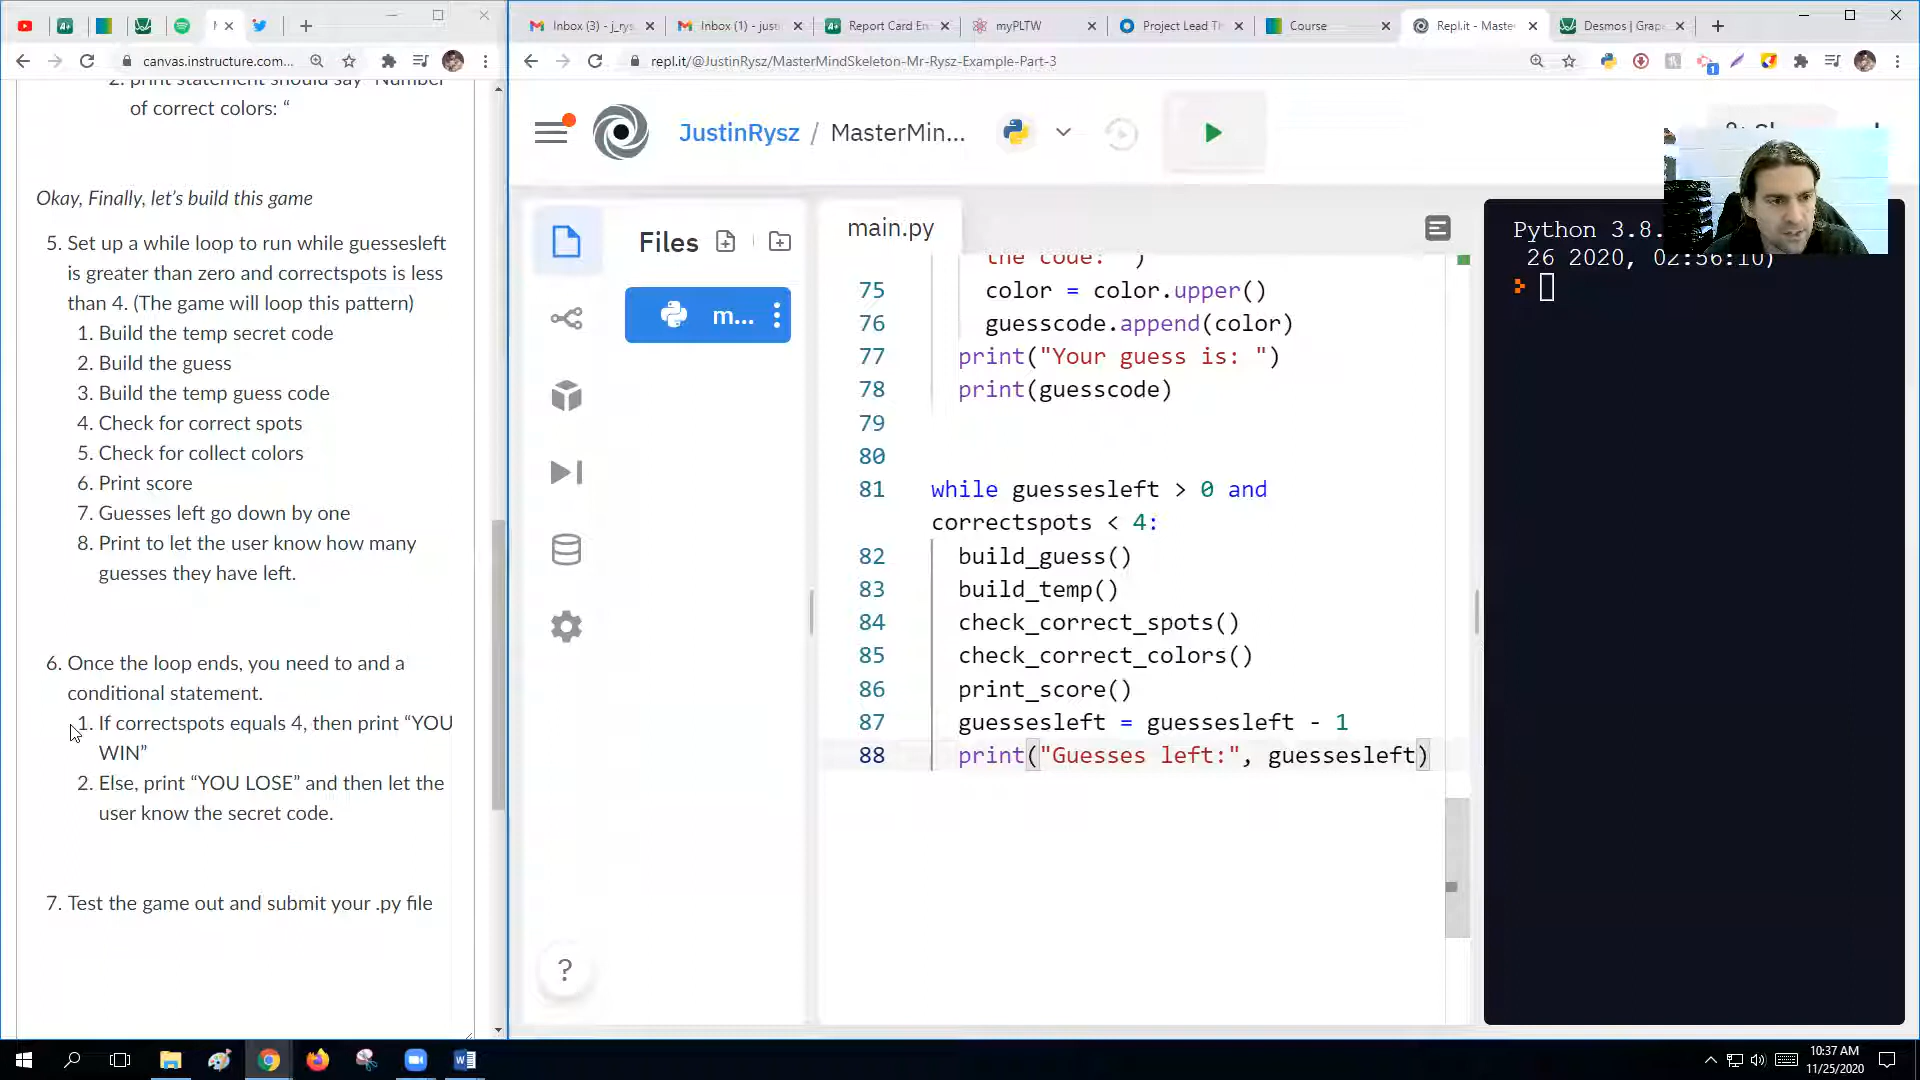 Inbox (3) - j_rys
Inbox (1) - just
Report Card En
myPLTW
Project Lead Th
Course
Repl.it - Maste
Desmos | Grap
canvas.instructure.com...
repl.it/@JustinRysz/MasterMindSkeleton-Mr-Rysz-Example-Part-3
2. print statement should say "Number
of correct colors: “
Okay, Finally, let’s build this game
5. Set up a while loop to run while guessesleft
is greater than zero and correctspots is less
than 4. (The game will loop this pattern)
1. Build the temp secret code
2. Build the guess
3. Build the temp guess code
4. Check for correct spots
5. Check for collect colors
6. Print score
7. Guesses left go down by one
8. Print to let the user know how many
guesses they have left.
6. Once the loop ends, you need to and a
conditional statement.
1. If correctspots equals 4, then print “YOU
WIN”
2. Else, print “YOU LOSE” and then let the
user know the secret code.
7. Test the game out and submit your .py file
JustinRysz / MasterMin...
Files
m...
main.py
the code: ")
75 color = color.upper()
76 guesscode.append(color)
77 print("Your guess is: ")
78 print(guesscode)
79
80
81 while guessesleft > 0 and
correctspots < 4:
82 build_guess()
83 build_temp()
84 check_correct_spots()
85 check_correct_colors()
86 print_score()
87 guessesleft = guessesleft - 1
88 print("Guesses left:", guessesleft)
?
Python 3.8.
26 2020, 02:56:10)
10:37 AM
11/25/2020